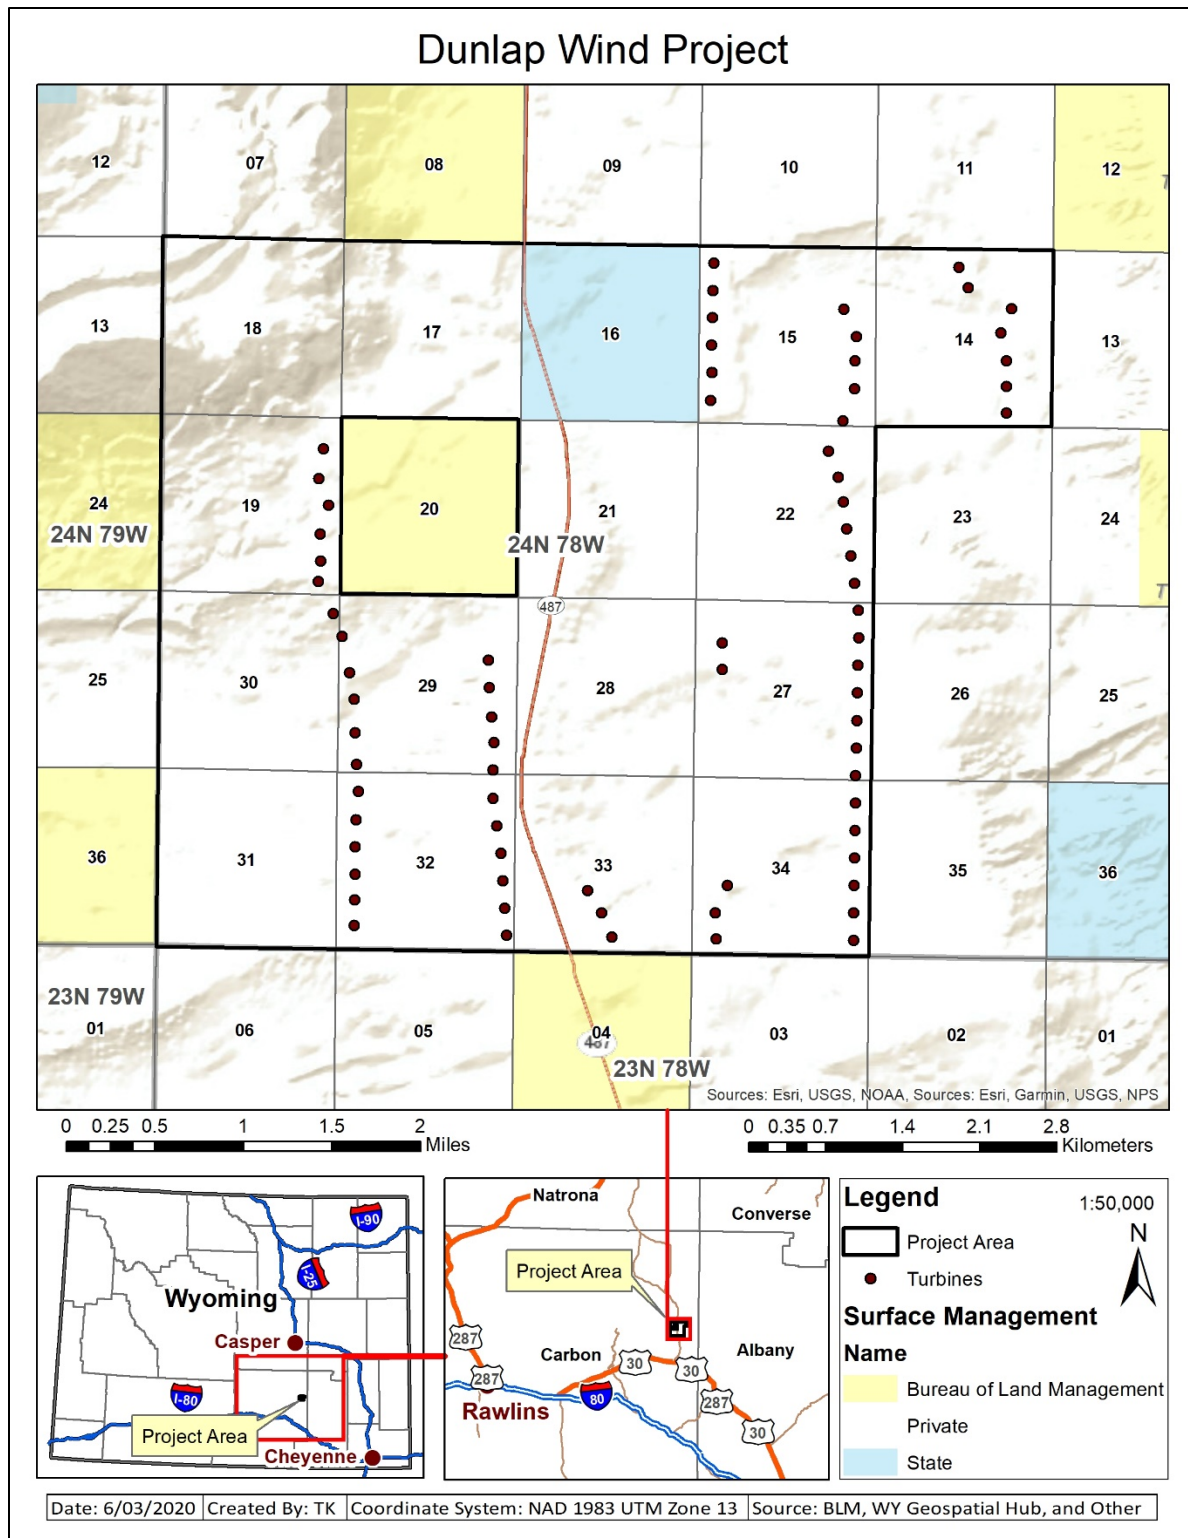 Dunlap Wind Project
12 07 08 09 10 11 12
13 18 17 16 15 14 13
24 19 20 21 22 23 24
24N 79W 24N 78W
487
25 30 29 28 27 26 25
36 31 32 33 34 35 36
23N 79W
01 06 05 04 03 02 01
487
23N 78W
Sources: Esri, USGS, NOAA, Sources: Esri, Garmin, USGS, NPS
0 0.25 0.5 1 1.5 2
Miles
0 0.35 0.7 1.4 2.1 2.8
Kilometers
I-90
I-25
Wyoming
Casper
I-80
Project Area
Cheyenne
Natrona
Converse
Project Area
287
Carbon
Albany
30
30
287
287
80
Rawlins
30
Legend
1:50,000
N
Project Area
Turbines
Surface Management
Name
Bureau of Land Management
Private
State
Date: 6/03/2020 Created By: TK Coordinate System: NAD 1983 UTM Zone 13 Source: BLM, WY Geospatial Hub, and Other